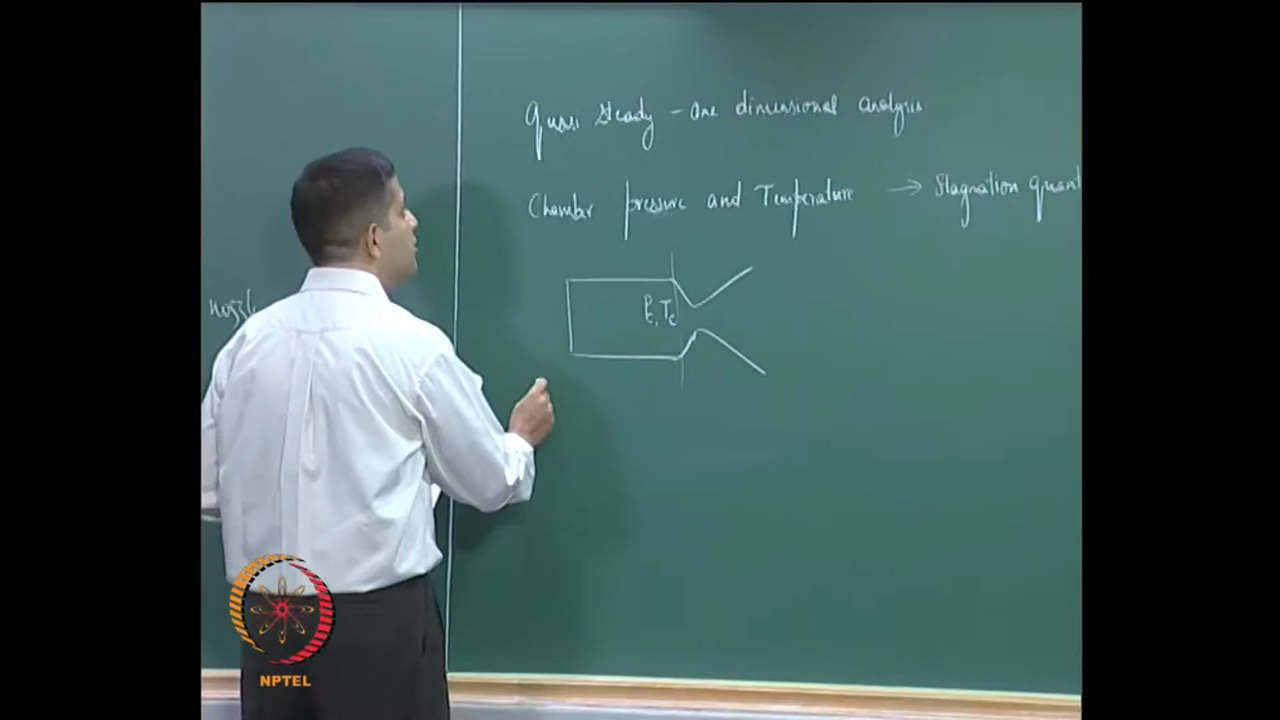 Quasi steady - one dimensional analysis
Chamber pressure and Temperature → Stagnation quant
Pc, Tc
nozzle
NPTEL